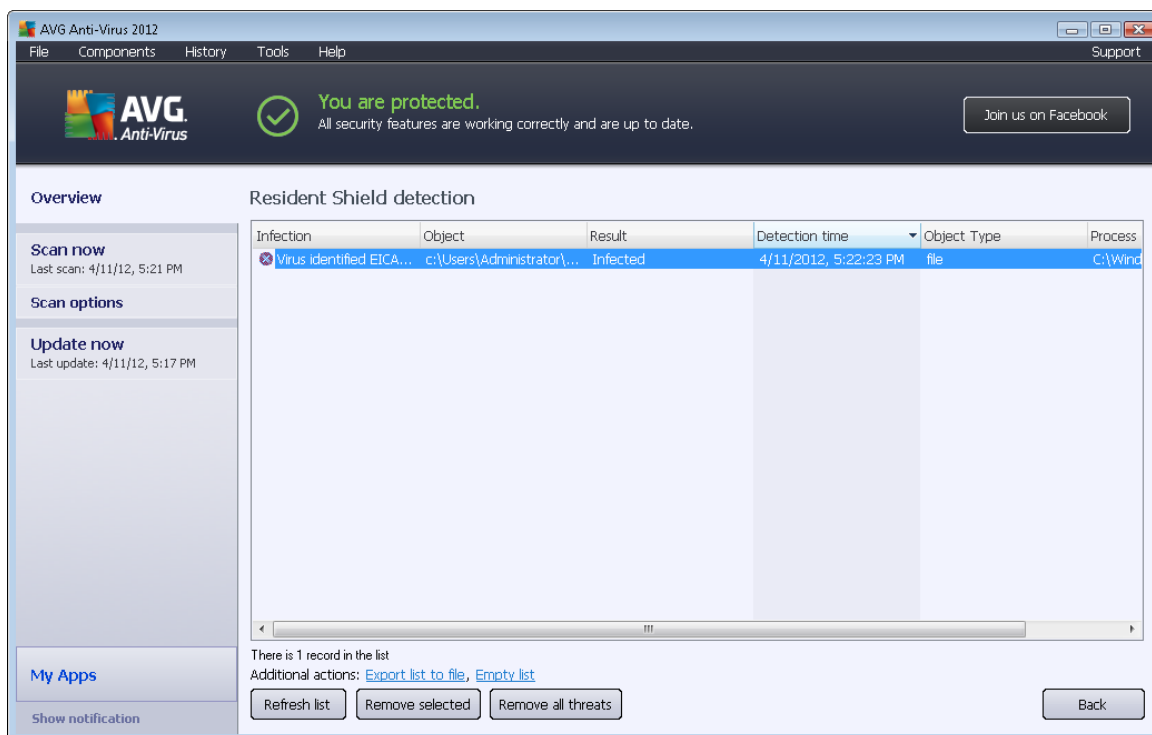 AVG Anti-Virus 2012
File Components History Tools Help Support
AVG.
Anti-Virus
You are protected.
All security features are working correctly and are up to date.
Join us on Facebook
Overview
Scan now
Last scan: 4/11/12, 5:21 PM
Scan options
Update now
Last update: 4/11/12, 5:17 PM
My Apps
Show notification
Resident Shield detection
Infection Object Result Detection time Object Type Process
Virus identified EICA... c:\Users\Administrator\... Infected 4/11/2012, 5:22:23 PM file C:\Wind
There is 1 record in the list
Additional actions: Export list to file, Empty list
Refresh list Remove selected Remove all threats Back